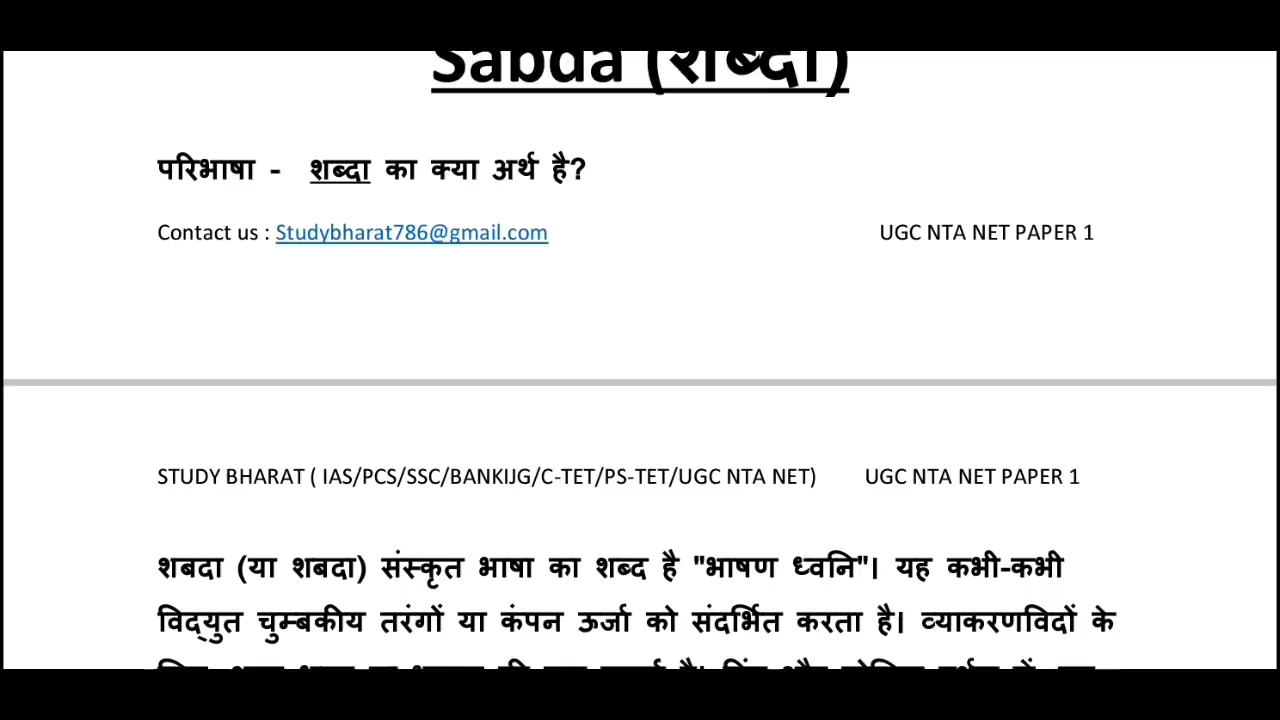 Sabda (शब्दा)
परिभाषा - शब्दा का क्या अर्थ है?
Contact us : Studybharat786@gmail.com UGC NTA NET PAPER 1
STUDY BHARAT ( IAS/PCS/SSC/BANKIJG/C-TET/PS-TET/UGC NTA NET) UGC NTA NET PAPER 1
शबदा (या शबदा) संस्कृत भाषा का शब्द है "भाषण ध्वनि"। यह कभी-कभी
विद्युत चुम्बकीय तरंगों या कंपन ऊर्जा को संदर्भित करता है। व्याकरणविदों के